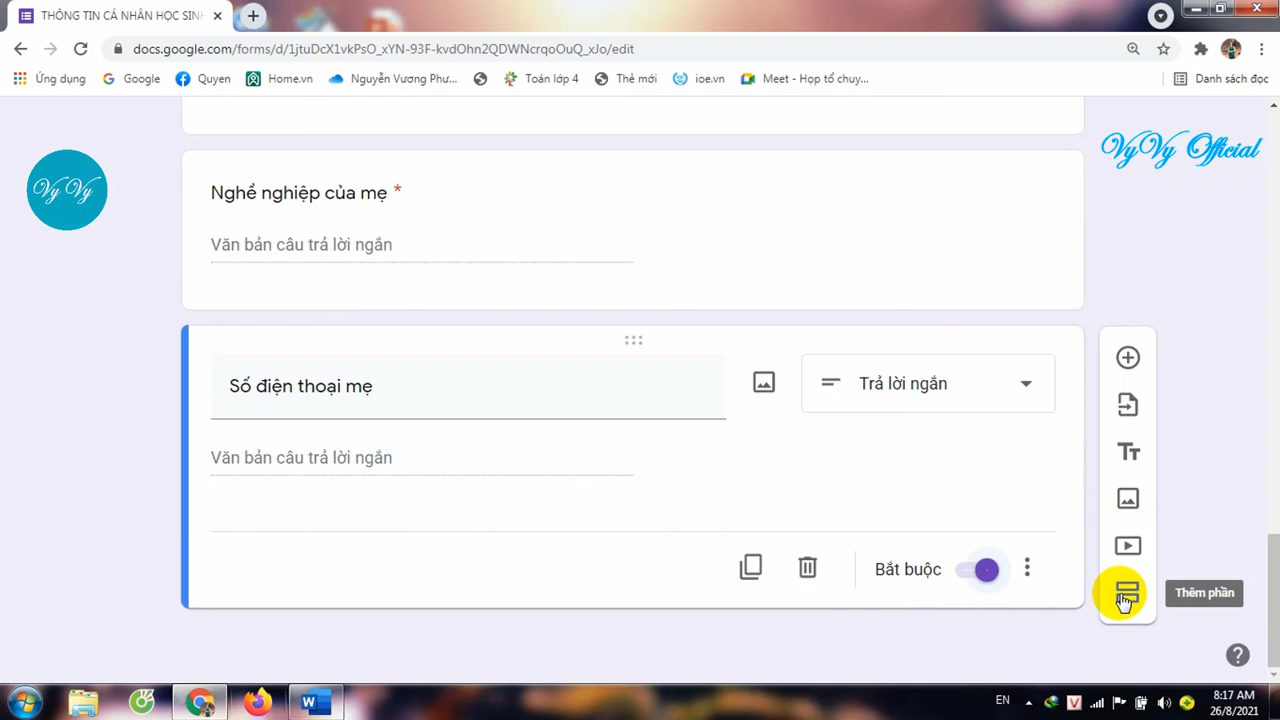 THÔNG TIN CÁ NHÂN HỌC SINH
docs.google.com/forms/d/1jtuDcX1vkPsO_xYN-93F-kvdOhn2QDWNcrqoOuQ_xJo/edit
Ứng dụng
Google
Quyen
Home.vn
Nguyễn Vương Phư...
Toán lớp 4
Thẻ mới
ioe.vn
Meet - Họp tổ chuy...
Danh sách đọc
Vy Vy
VyVy Official
Nghề nghiệp của mẹ *
Văn bản câu trả lời ngắn
Số điện thoại mẹ
Trả lời ngắn
Văn bản câu trả lời ngắn
Bắt buộc
Thêm phần
EN
8:17 AM
26/8/2021